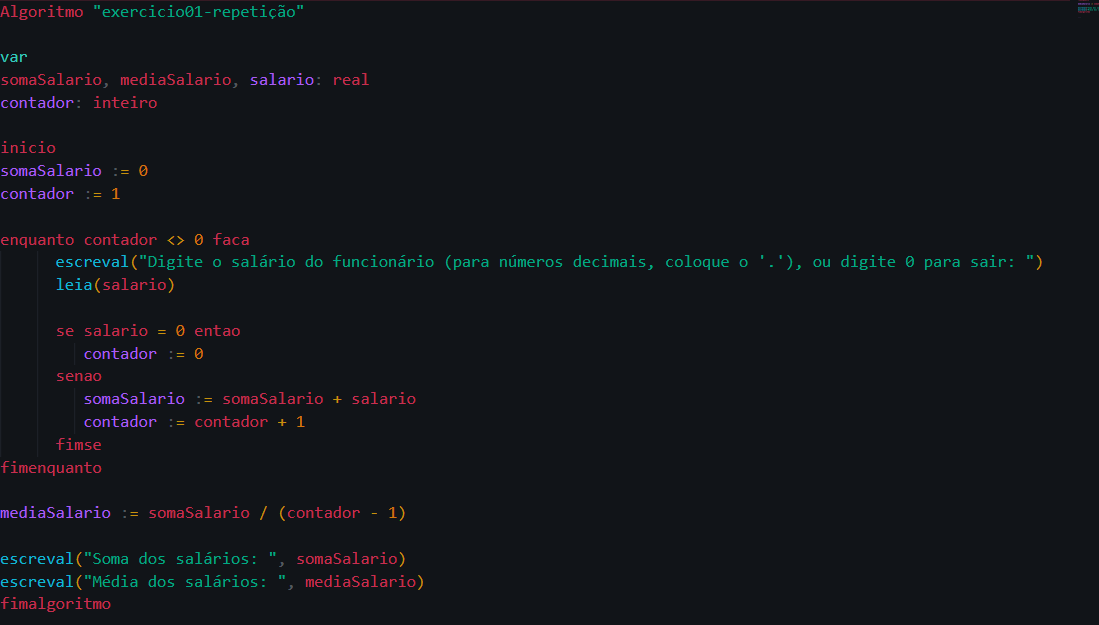 Algoritmo "exercicio01-repetição"
var
somaSalario, mediaSalario, salario: real
contador: inteiro
inicio
somaSalario := 0
contador := 1
enquanto contador <> 0 faca
escreval("Digite o salário do funcionário (para números decimais, coloque o '.'), ou digite 0 para sair: ")
leia(salario)
se salario = 0 entao
contador := 0
senao
somaSalario := somaSalario + salario
contador := contador + 1
fimse
fimenquanto
mediaSalario := somaSalario / (contador - 1)
escreval("Soma dos salários: ", somaSalario)
escreval("Média dos salários: ", mediaSalario)
fimalgoritmo